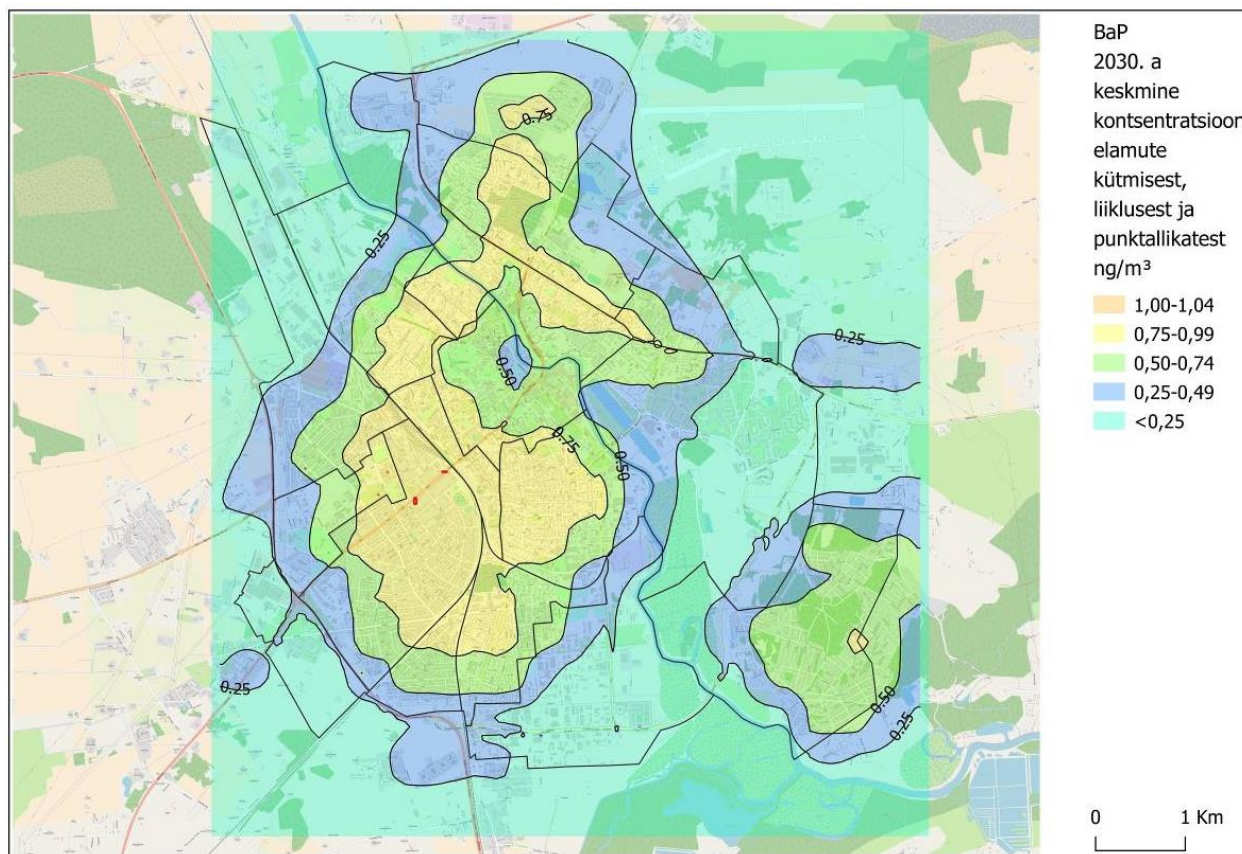 BaP
2030. a
keskmine
kontsentratsioon
elamute
kütmisest,
liiklusest ja
punktallikatest
ng/m³
1,00-1,04
0,75-0,99
0,50-0,74
0,25-0,49
<0,25
0.75
0.25
0.25
0.50
0.75
0.50
0.25
0.50
0.25
0 1 Km